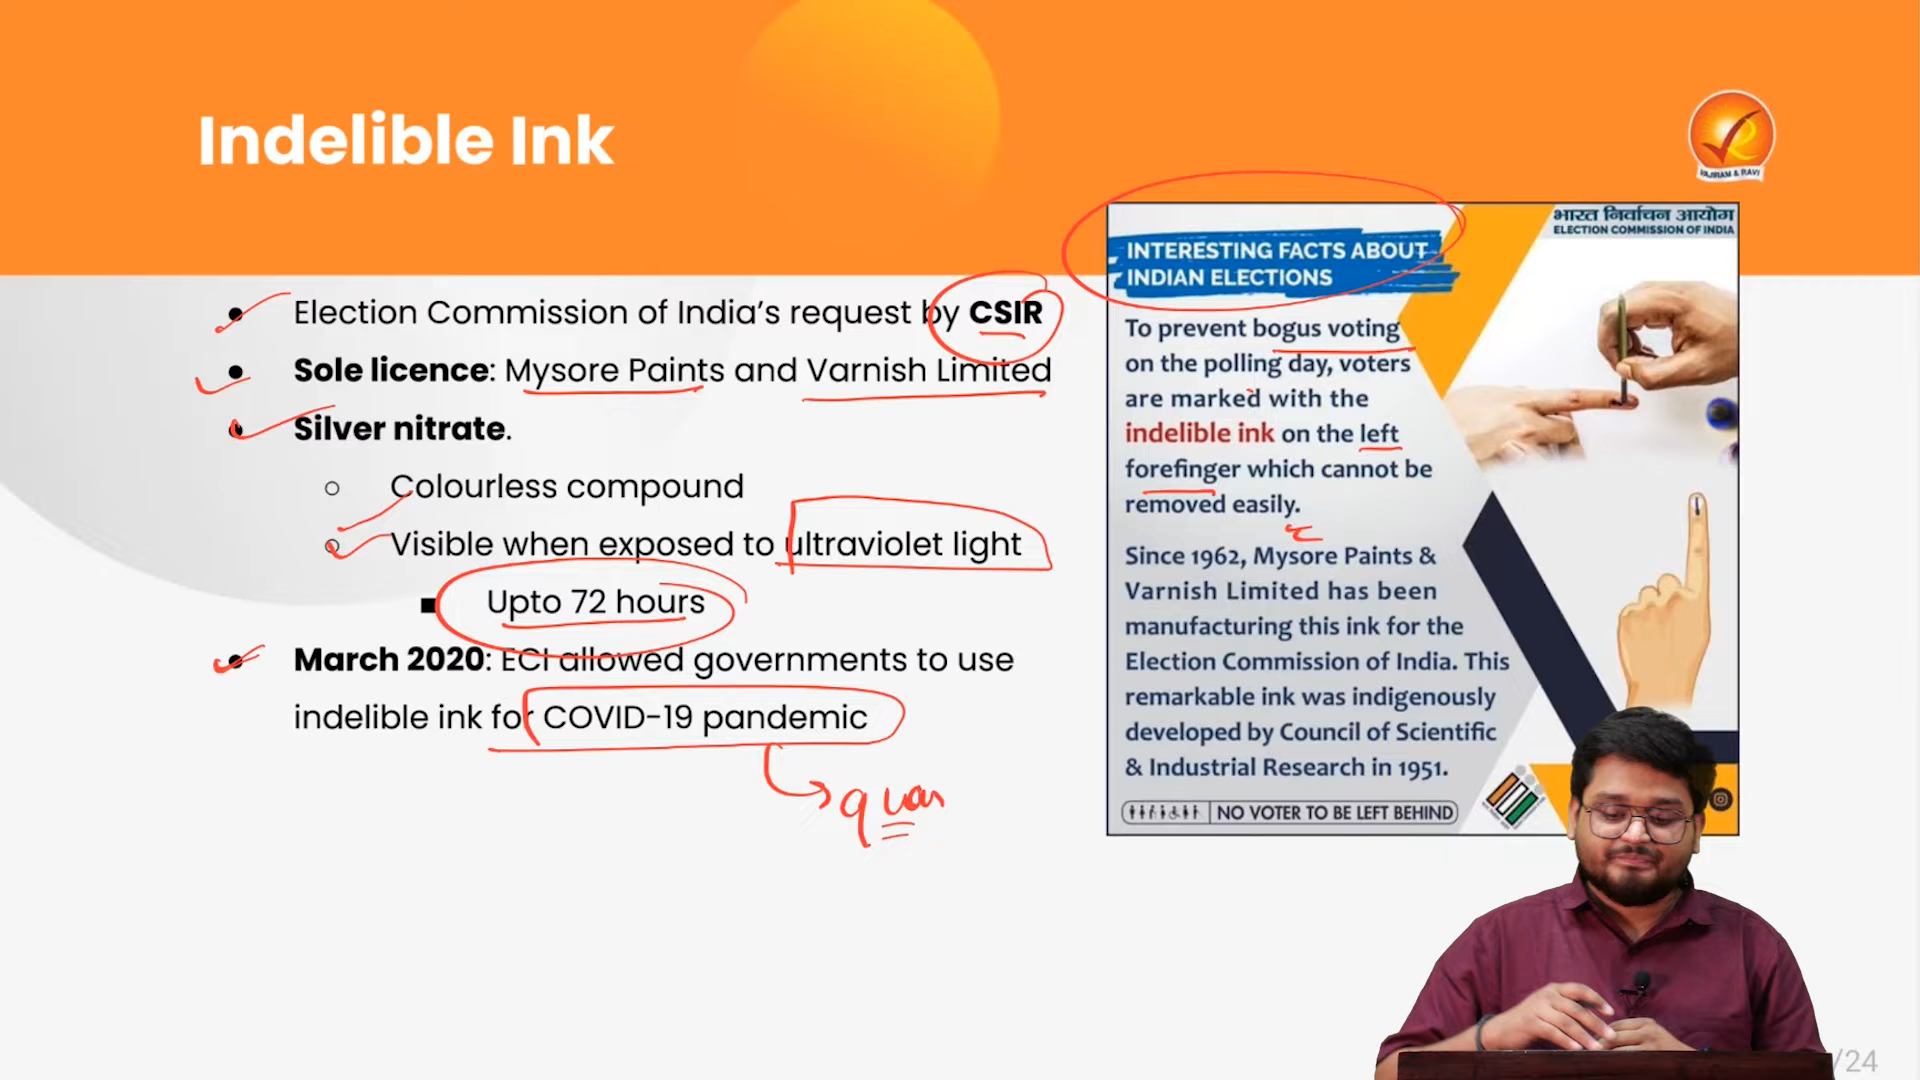 Indelible Ink
VAJIRAM & RAVI
Election Commission of India's request by CSIR
Sole licence: Mysore Paints and Varnish Limited
Silver nitrate.
Colourless compound
Visible when exposed to ultraviolet light
Upto 72 hours
March 2020: ECI allowed governments to use
indelible ink for COVID-19 pandemic
भारत निर्वाचन आयोग
ELECTION COMMISSION OF INDIA
INTERESTING FACTS ABOUT
INDIAN ELECTIONS
To prevent bogus voting
on the polling day, voters
are marked with the
indelible ink on the left
forefinger which cannot be
removed easily.
Since 1962, Mysore Paints &
Varnish Limited has been
manufacturing this ink for the
Election Commission of India. This
remarkable ink was indigenously
developed by Council of Scientific
& Industrial Research in 1951.
NO VOTER TO BE LEFT BEHIND
/24